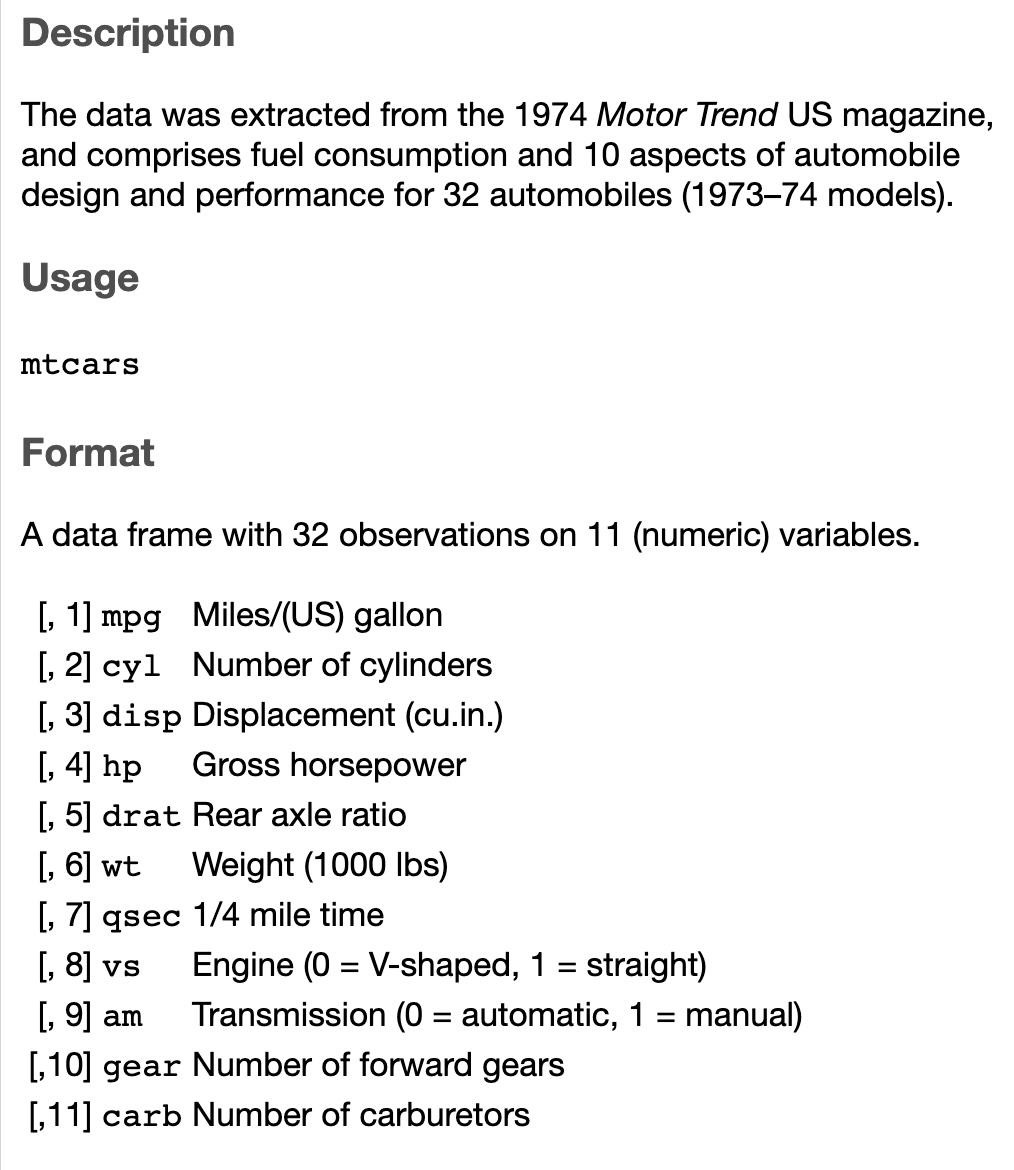 Description
The data was extracted from the 1974 Motor Trend US magazine,
and comprises fuel consumption and 10 aspects of automobile
design and performance for 32 automobiles (1973–74 models).
Usage
mtcars
Format
A data frame with 32 observations on 11 (numeric) variables.
[, 1] mpg Miles/(US) gallon
[, 2] cyl Number of cylinders
[, 3] disp Displacement (cu.in.)
[, 4] hp Gross horsepower
[, 5] drat Rear axle ratio
[, 6] wt Weight (1000 lbs)
[, 7] qsec 1/4 mile time
[, 8] vs Engine (0 = V-shaped, 1 = straight)
[, 9] am Transmission (0 = automatic, 1 = manual)
[,10] gear Number of forward gears
[,11] carb Number of carburetors